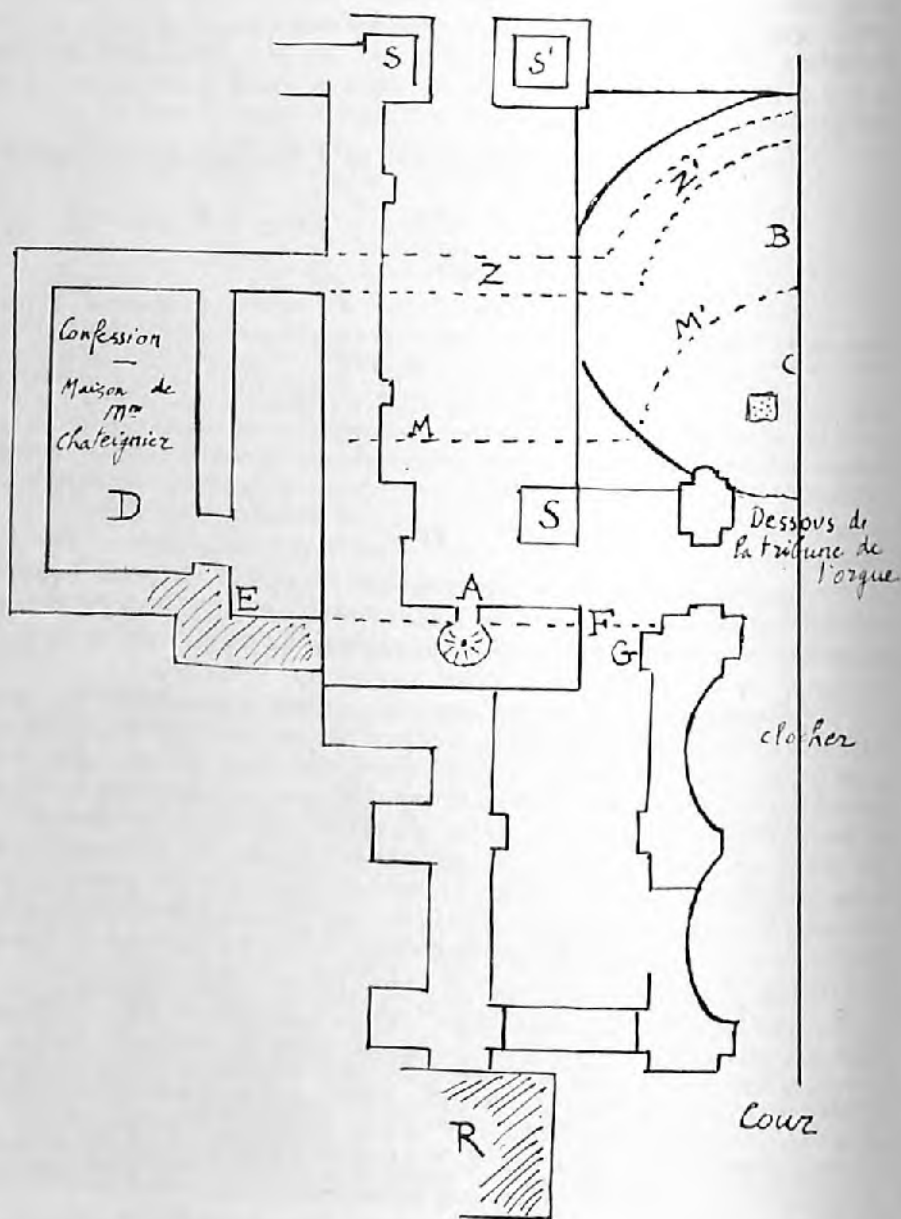 S
S'
Z'
B
Z
M'
Confession
Maison de
Mme
Chateignier
C
M
D
S
Dessous de
la tribune de
l'orgue
E
A
F
G
clocher
Cour
R